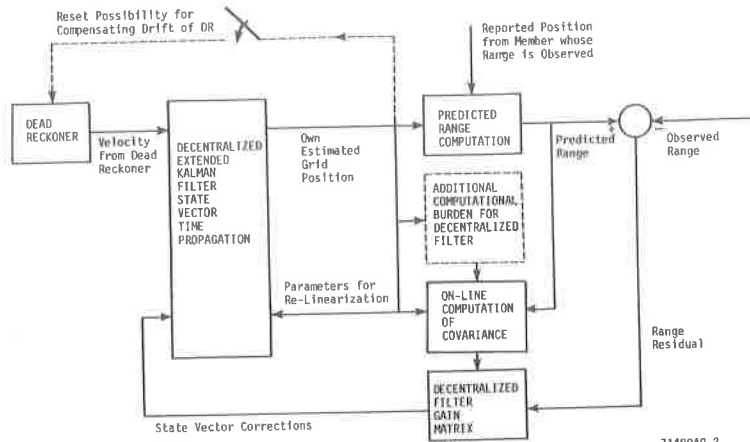 Reset Possibility for
Compensating Drift of DR
Reported Position
from Member whose
Range is Observed
DEAD
RECKONER
Velocity
from Dead
Reckoner
DECENTRALIZED
EXTENDED
KALMAN
FILTER
STATE
VECTOR
TIME
PROPAGATION
Own
Estimated
Grid
Position
PREDICTED
RANGE
COMPUTATION
Predicted
Range
+
−
Observed
Range
ADDITIONAL
COMPUTATIONAL
BURDEN FOR
DECENTRALIZED
FILTER
Parameters for
Re-Linearization
ON-LINE
COMPUTATION
OF
COVARIANCE
Range
Residual
DECENTRALIZED
FILTER
GAIN
MATRIX
State Vector Corrections